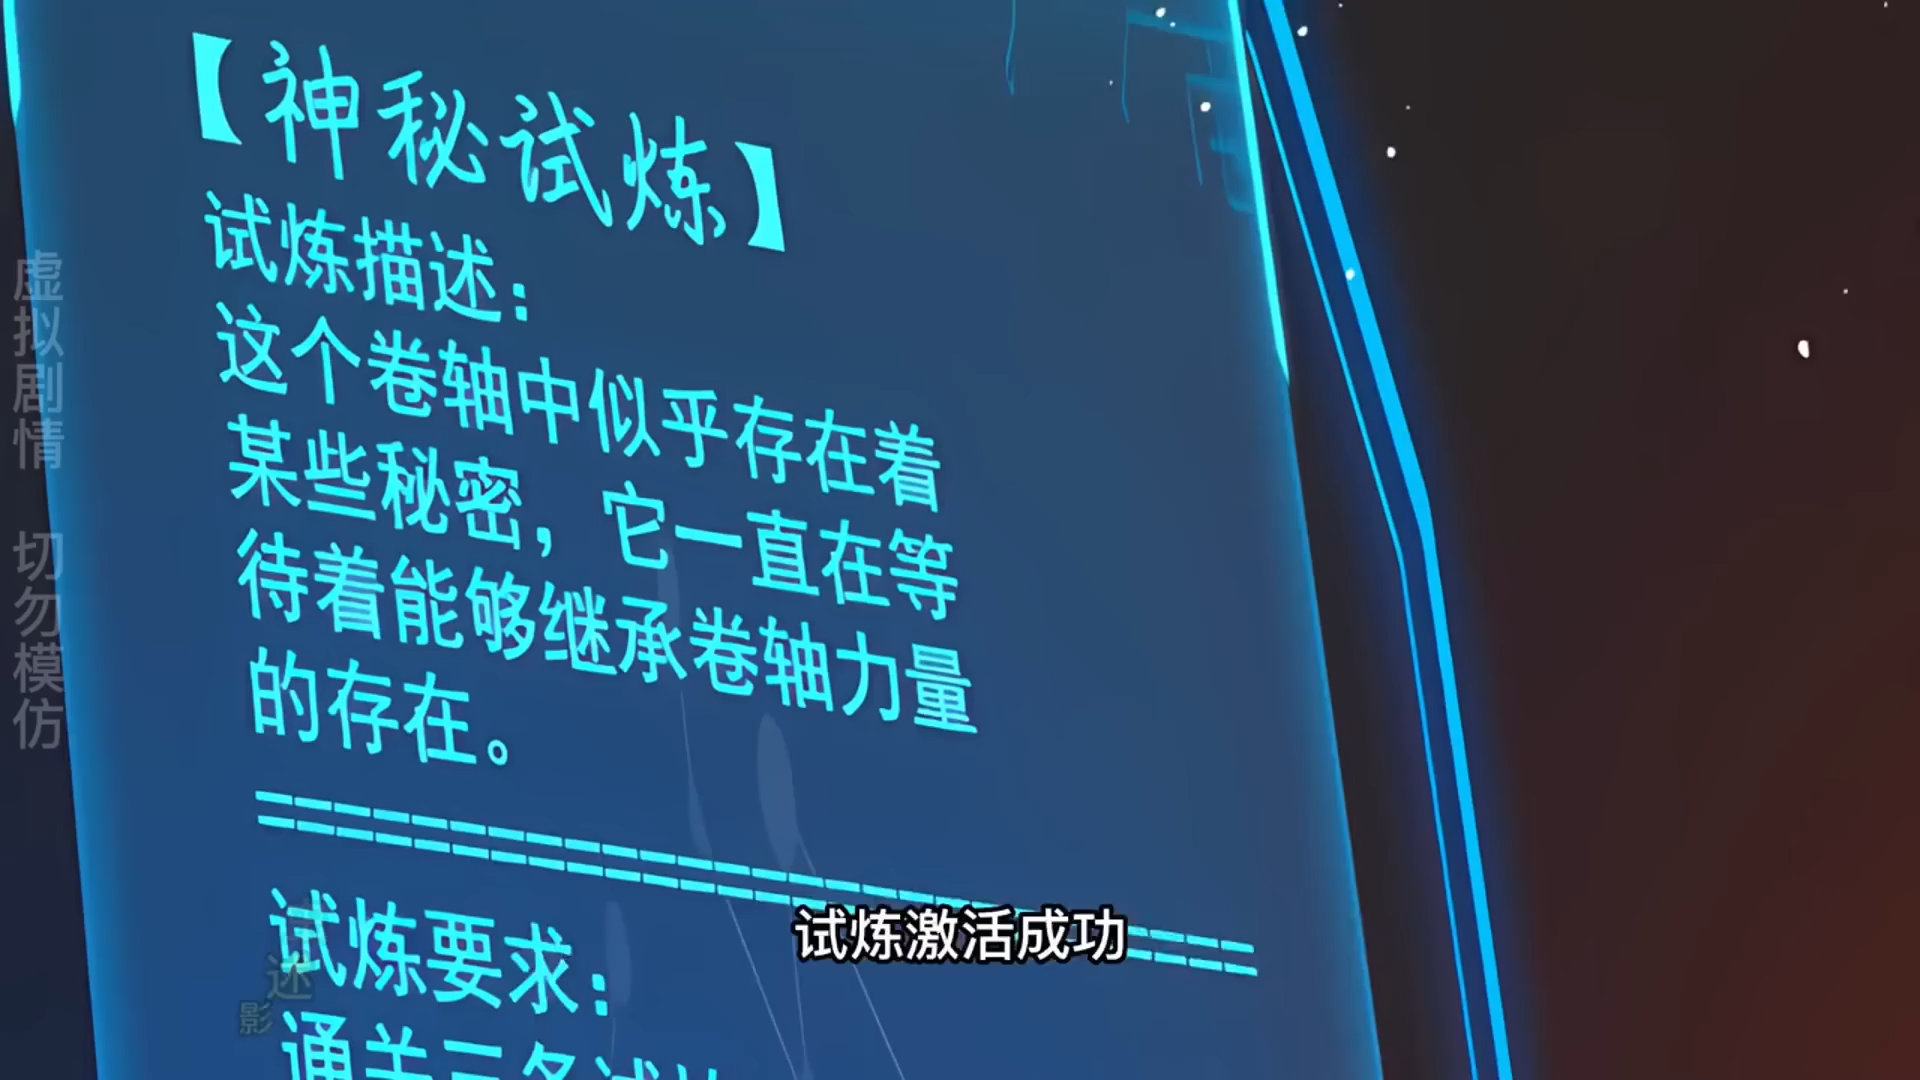 【神秘试炼】
试炼描述：
这个卷轴中似乎存在着
某些秘密，它一直在等
待着能够继承卷轴力量
的存在。
试炼要求：
试炼激活成功
虚拟剧情 切勿模仿